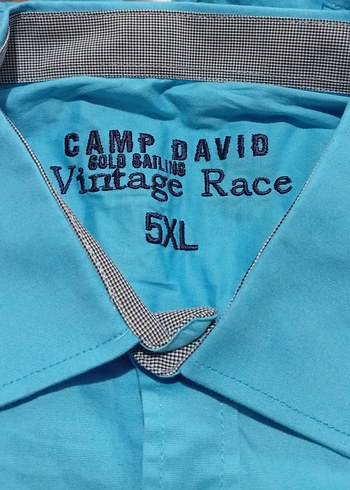 CAMP DAVID
SOLO SAILING
Vintage Race
5XL